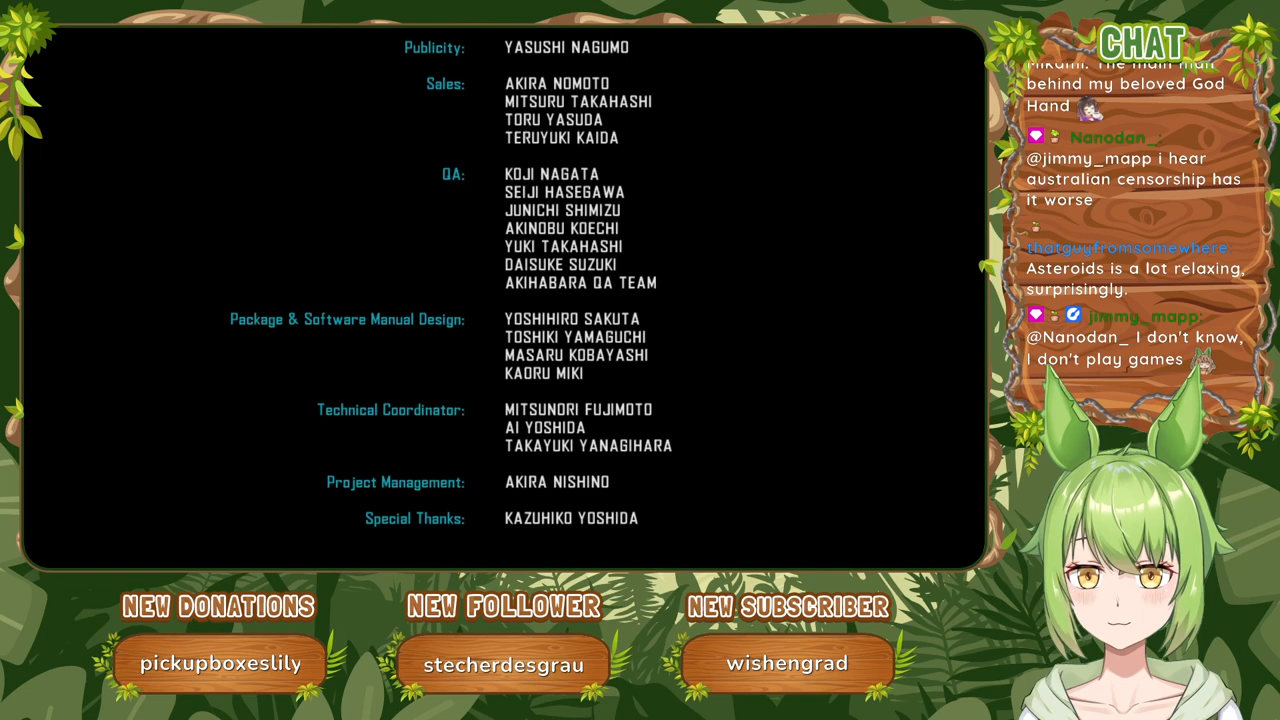 Publicity: YASUSHI NAGUMO
Sales: AKIRA NOMOTO
MITSURU TAKAHASHI
TORU YASUDA
TERUYUKI KAIDA
QA: KOJI NAGATA
SEIJI HASEGAWA
JUNICHI SHIMIZU
AKINOBU KOECHI
YUKI TAKAHASHI
DAISUKE SUZUKI
AKIHABARA QA TEAM
Package & Software Manual Design: YOSHIHIRO SAKUTA
TOSHIKI YAMAGUCHI
MASARU KOBAYASHI
KAORU MIKI
Technical Coordinator: MITSUNORI FUJIMOTO
AI YOSHIDA
TAKAYUKI YANAGIHARA
Project Management: AKIRA NISHINO
Special Thanks: KAZUHIKO YOSHIDA
CHAT
Mikami. The main man
behind my beloved God
Hand
Nanodan_:
@jimmy_mapp i hear
australian censorship has
it worse
thatguyfromsomewhere:
Asteroids is a lot relaxing,
surprisingly.
jimmy_mapp:
@Nanodan_ I don't know,
I don't play games
NEW DONATIONS
pickupboxeslily
NEW FOLLOWER
stecherdesgrau
NEW SUBSCRIBER
wishengrad